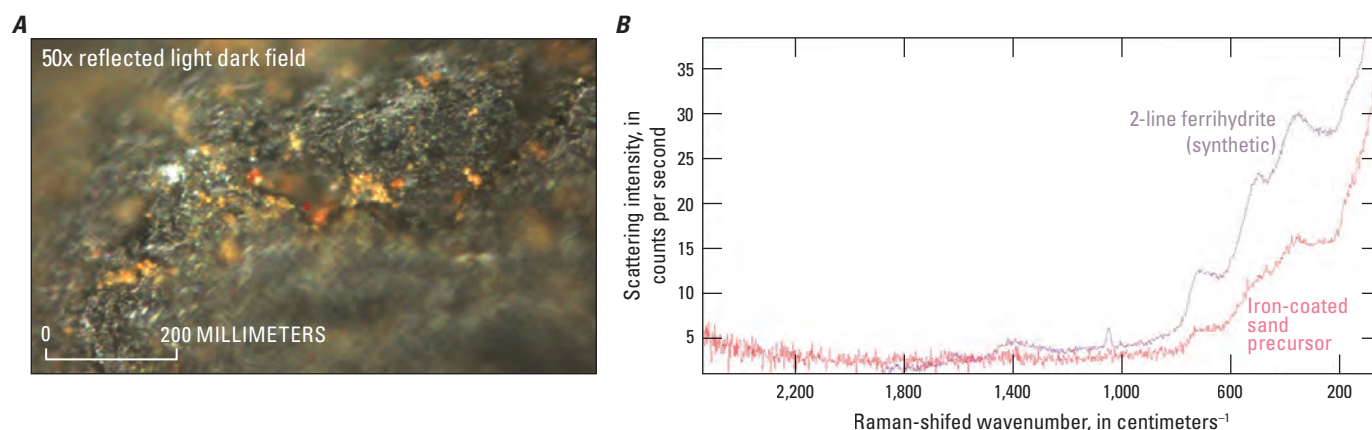 A
50x reflected light dark field
0
200 MILLIMETERS
B
Scattering intensity, in
counts per second
35
30
25
20
15
10
5
2-line ferrihydrite
(synthetic)
Iron-coated
sand
precursor
2,200
1,800
1,400
1,000
600
200
Raman-shifed wavenumber, in centimeters⁻¹